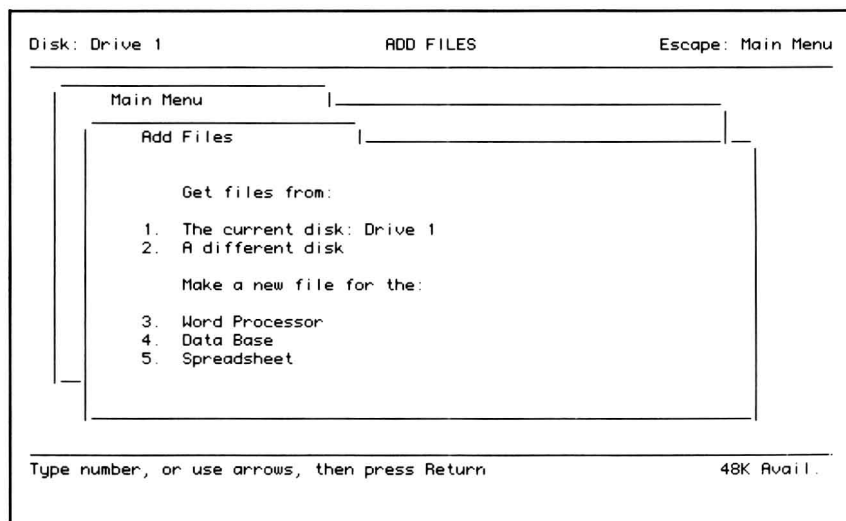 Disk: Drive 1 ADD FILES Escape: Main Menu
Main Menu
Add Files
Get files from:
1. The current disk: Drive 1
2. A different disk
Make a new file for the:
3. Word Processor
4. Data Base
5. Spreadsheet
Type number, or use arrows, then press Return 48K Avail.